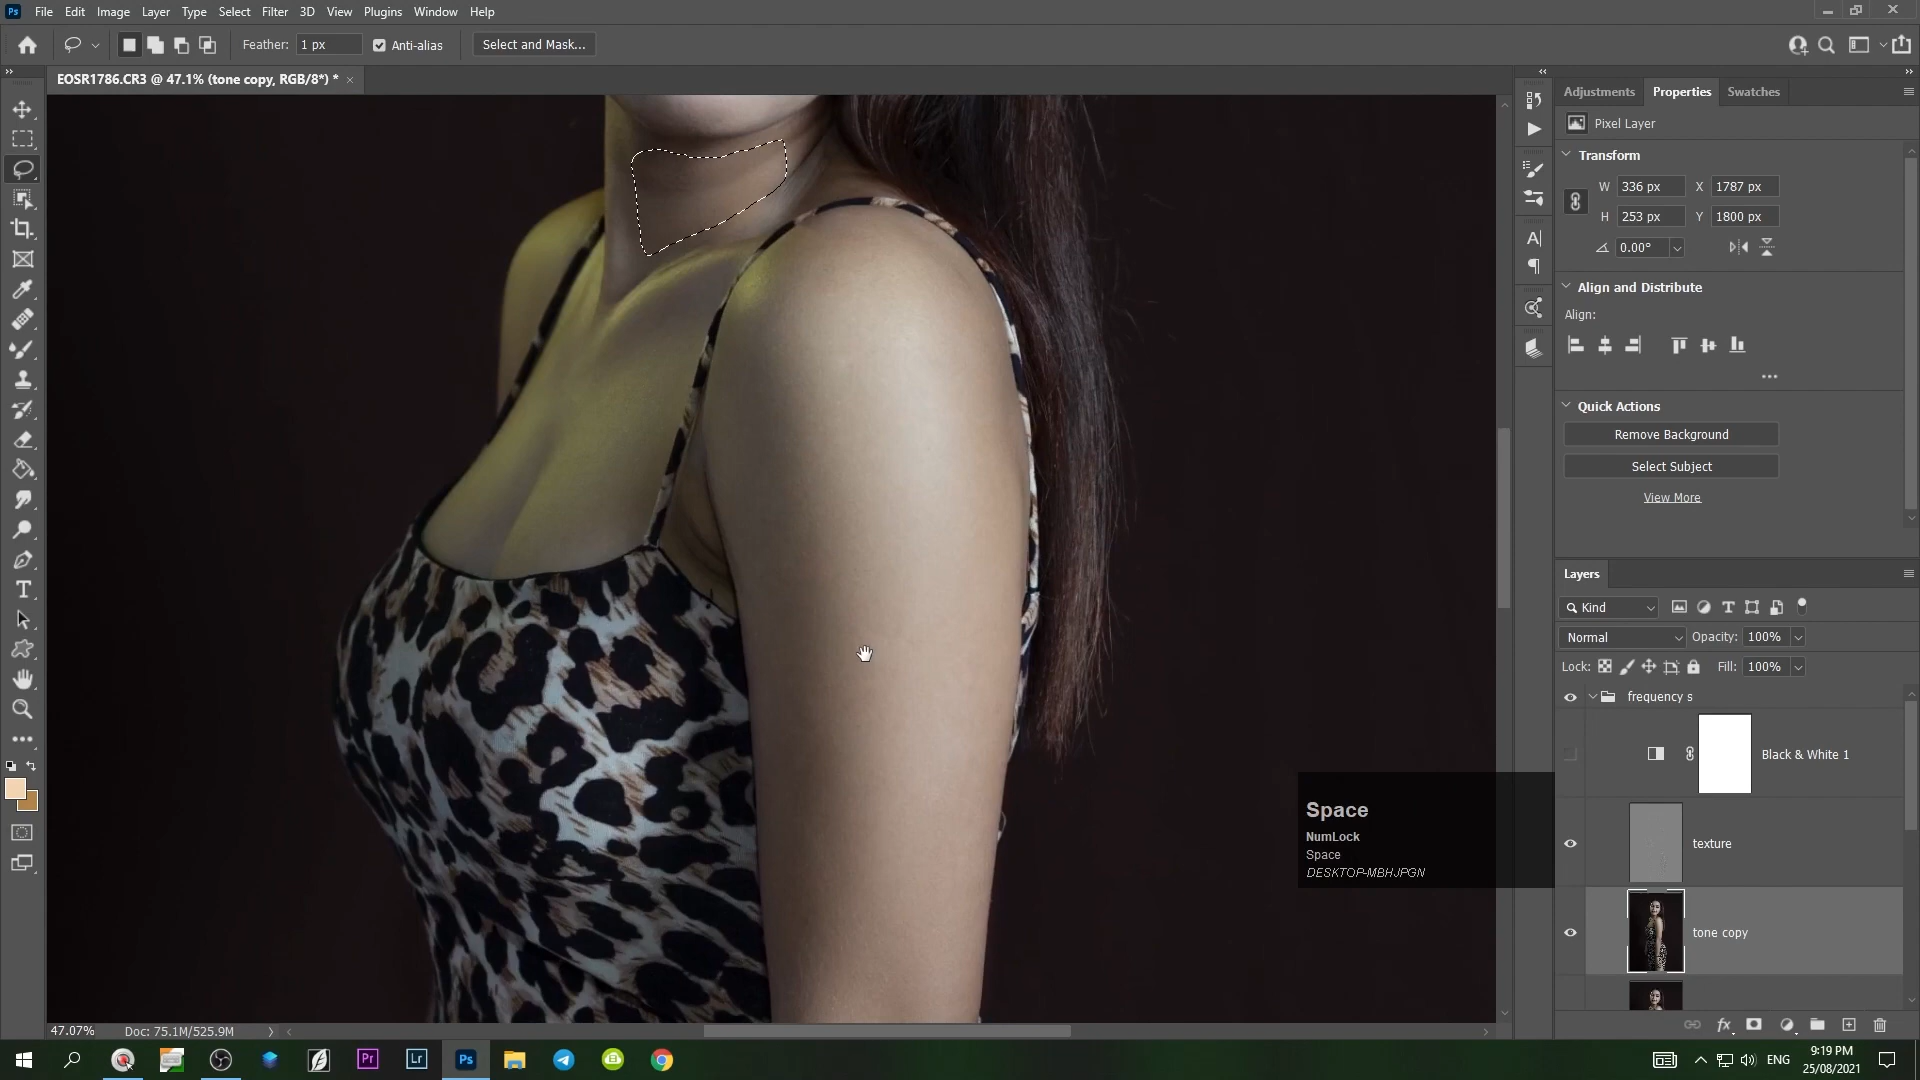 Ps File Edit Image Layer Type Select Filter 3D View Plugins Window Help
Feather: 1 px Anti-alias Select and Mask...
EOSR1786.CR3 @ 47.1% (tone copy, RGB/8*) *
Adjustments Properties Swatches
Pixel Layer
Transform
W 336 px X 1787 px
H 253 px Y 1800 px
0.00°
Align and Distribute
Align:
Quick Actions
Remove Background
Select Subject
View More
Layers
Kind
Normal Opacity: 100%
Lock: Fill: 100%
frequency s
Black & White 1
texture
tone copy
Space
NumLock
Space
DESKTOP-MBHJPGN
47.07% Doc: 75.1M/525.9M
Pr Lr Ps
ENG
9:19 PM
25/08/2021